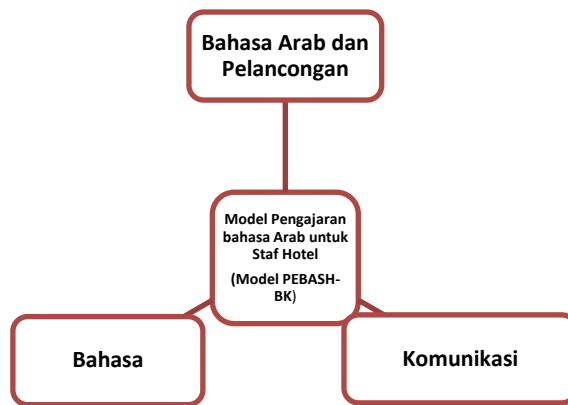 Bahasa Arab dan
Pelancongan
Model Pengajaran
bahasa Arab untuk
Staf Hotel
(Model PEBASH-
BK)
Bahasa
Komunikasi